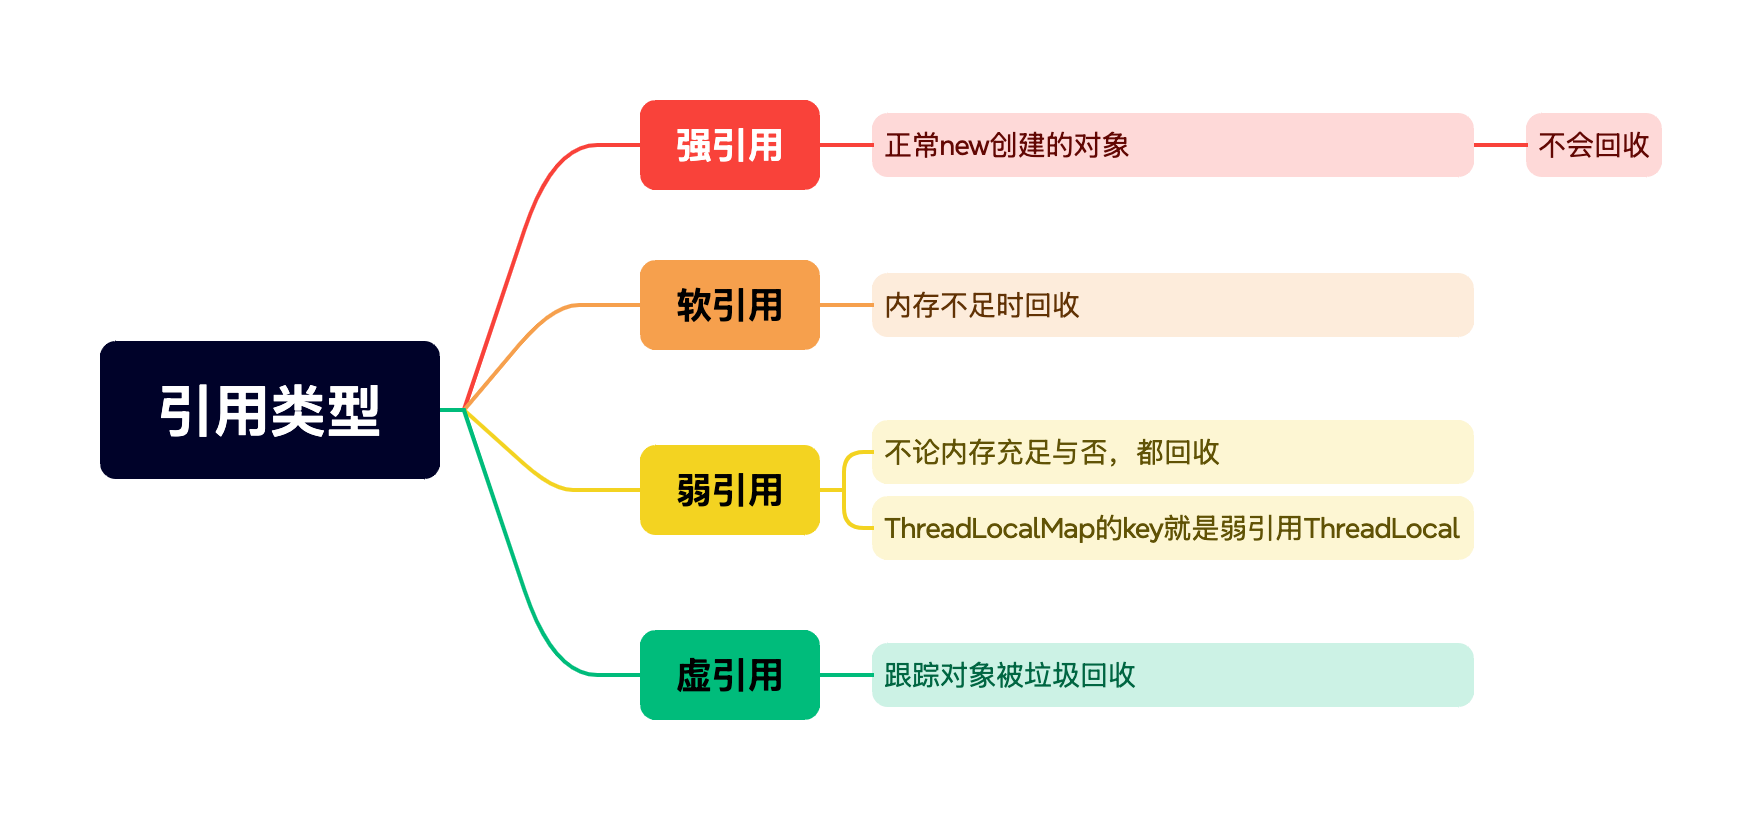 引用类型
强引用
正常new创建的对象
不会回收
软引用
内存不足时回收
弱引用
不论内存充足与否，都回收
ThreadLocalMap的key就是弱引用ThreadLocal
虚引用
跟踪对象被垃圾回收